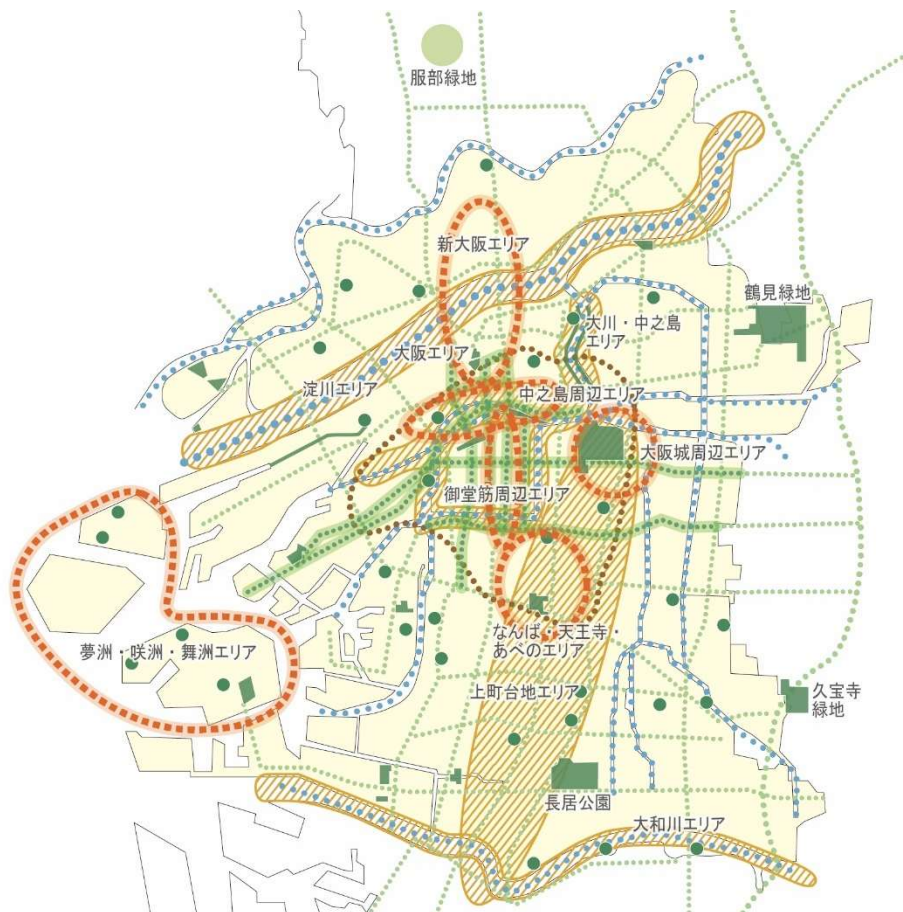 服部緑地
新大阪エリア
鶴見緑地
大川・中之島
エリア
大阪エリア
淀川エリア
中之島周辺エリア
大阪城周辺エリア
御堂筋周辺エリア
なんば・天王寺・
あべのエリア
夢洲・咲洲・舞洲エリア
上町台地エリア
久宝寺
緑地
長居公園
大和川エリア